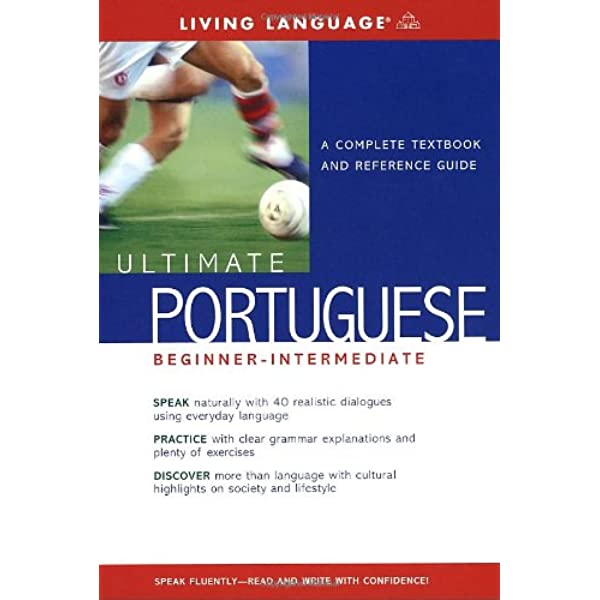 LIVING LANGUAGE®
A COMPLETE TEXTBOOK
AND REFERENCE GUIDE
ULTIMATE
PORTUGUESE
BEGINNER-INTERMEDIATE
SPEAK naturally with 40 realistic dialogues
using everyday language
PRACTICE with clear grammar explanations and
plenty of exercises
DISCOVER more than language with cultural
highlights on society and lifestyle
SPEAK FLUENTLY—READ AND WRITE WITH CONFIDENCE!